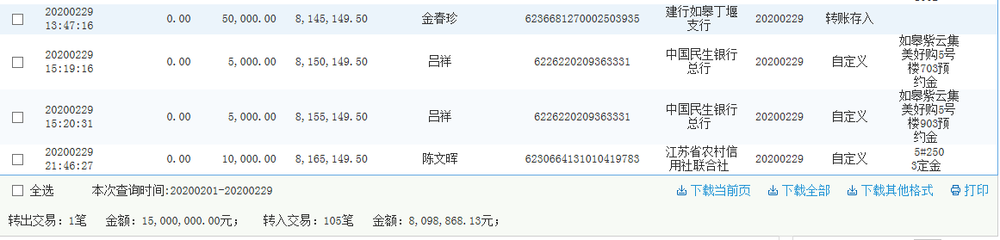 20200229 13:47:16 0.00 50,000.00 8,145,149.50 金春珍 6236681270002503935 建行如皋丁堰支行 20200229 转账存入
20200229 15:19:16 0.00 5,000.00 8,150,149.50 吕祥 6226220209363331 中国民生银行总行 20200229 自定义 如皋紫云集美好购5号楼703预约金
20200229 15:20:31 0.00 5,000.00 8,155,149.50 吕祥 6226220209363331 中国民生银行总行 20200229 自定义 如皋紫云集美好购5号楼903预约金
20200229 21:46:27 0.00 10,000.00 8,165,149.50 陈文晖 6230664131010419783 江苏省农村信用社联合社 20200229 自定义 5#2503定金
全选 本次查询时间:20200201-20200229 下载当前页 下载全部 下载其他格式 打印
转出交易：1笔 金额：15,000,000.00元； 转入交易：105笔 金额：8,098,868.13元；